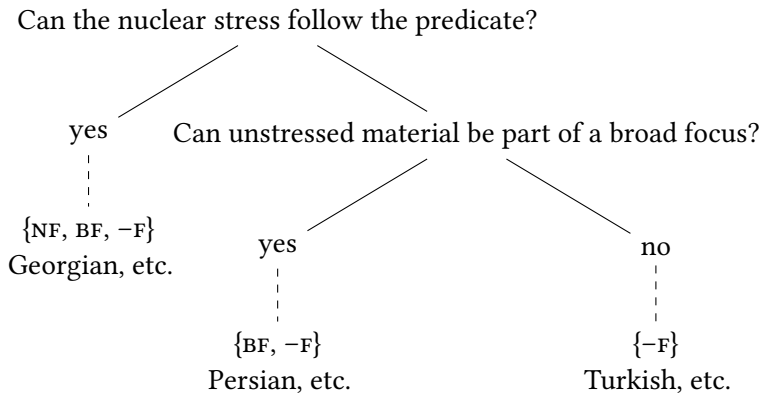 Can the nuclear stress follow the predicate?
yes
Can unstressed material be part of a broad focus?
{NF, BF, −F}
Georgian, etc.
yes
no
{BF, −F}
Persian, etc.
{−F}
Turkish, etc.